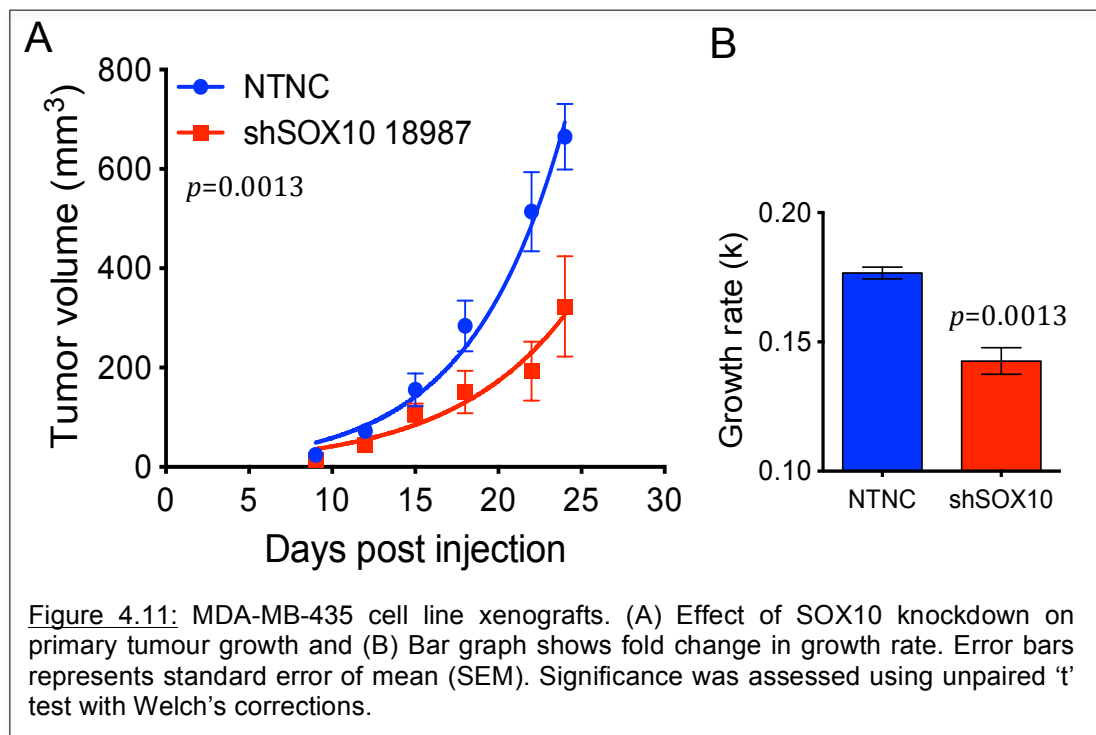 A
B
800
600
400
200
0
Tumor volume (mm³)
NTNC
shSOX10 18987
p=0.0013
0 5 10 15 20 25 30
Days post injection
0.20
0.15
0.10
Growth rate (k)
p=0.0013
NTNC shSOX10
Figure 4.11: MDA-MB-435 cell line xenografts. (A) Effect of SOX10 knockdown on
primary tumour growth and (B) Bar graph shows fold change in growth rate. Error bars
represents standard error of mean (SEM). Significance was assessed using unpaired ‘t’
test with Welch’s corrections.